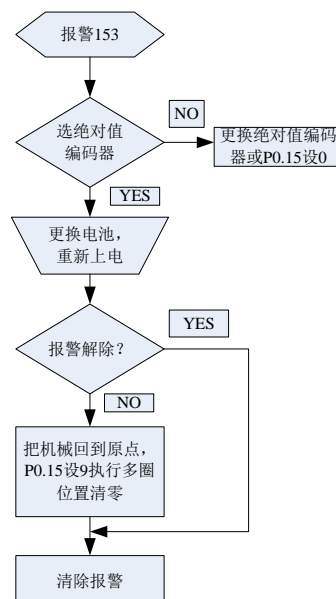 报警153
选绝对值
编码器
NO
更换绝对值编码
器或P0.15设0
YES
更换电池，
重新上电
报警解除？
YES
NO
把机械回到原点，
P0.15设9执行多圈
位置清零
清除报警